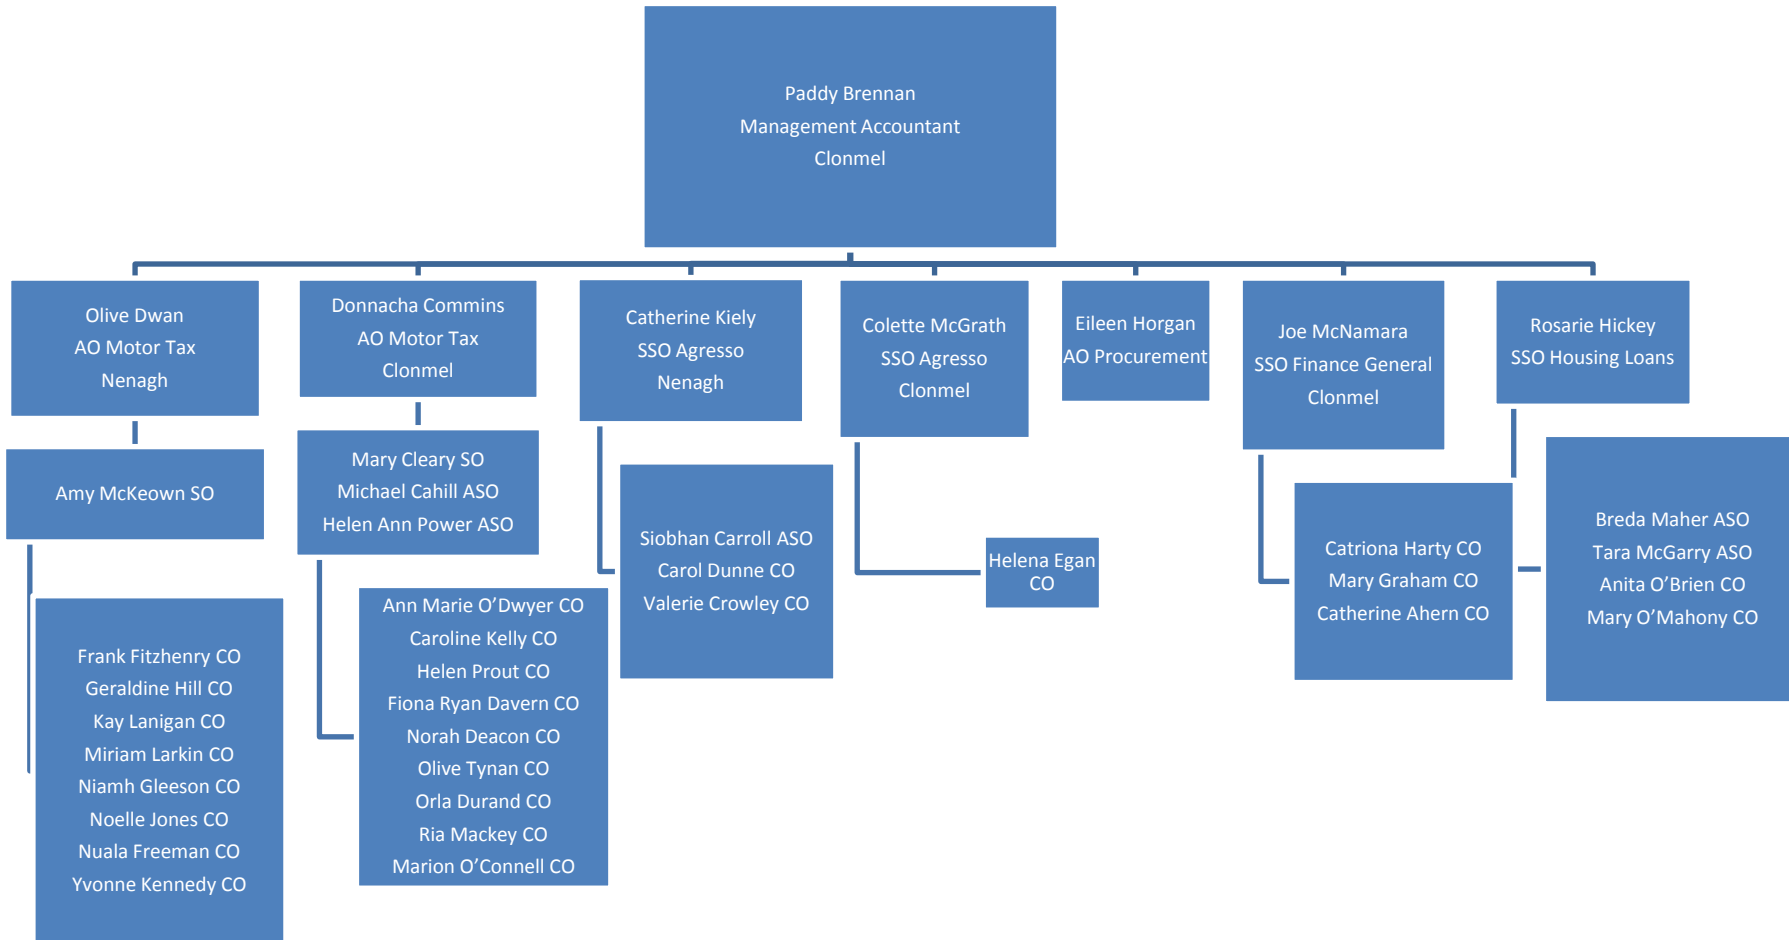 Paddy Brennan
Management Accountant
Clonmel
Olive Dwan
AO Motor Tax
Nenagh
Donnacha Commins
AO Motor Tax
Clonmel
Catherine Kiely
SSO Agresso
Nenagh
Colette McGrath
SSO Agresso
Clonmel
Eileen Horgan
AO Procurement
Joe McNamara
SSO Finance General
Clonmel
Rosarie Hickey
SSO Housing Loans
Amy McKeown SO
Mary Cleary SO
Michael Cahill ASO
Helen Ann Power ASO
Siobhan Carroll ASO
Carol Dunne CO
Valerie Crowley CO
Helena Egan
CO
Catriona Harty CO
Mary Graham CO
Catherine Ahern CO
Breda Maher ASO
Tara McGarry ASO
Anita O’Brien CO
Mary O’Mahony CO
Frank Fitzhenry CO
Geraldine Hill CO
Kay Lanigan CO
Miriam Larkin CO
Niamh Gleeson CO
Noelle Jones CO
Nuala Freeman CO
Yvonne Kennedy CO
Ann Marie O’Dwyer CO
Caroline Kelly CO
Helen Prout CO
Fiona Ryan Davern CO
Norah Deacon CO
Olive Tynan CO
Orla Durand CO
Ria Mackey CO
Marion O’Connell CO